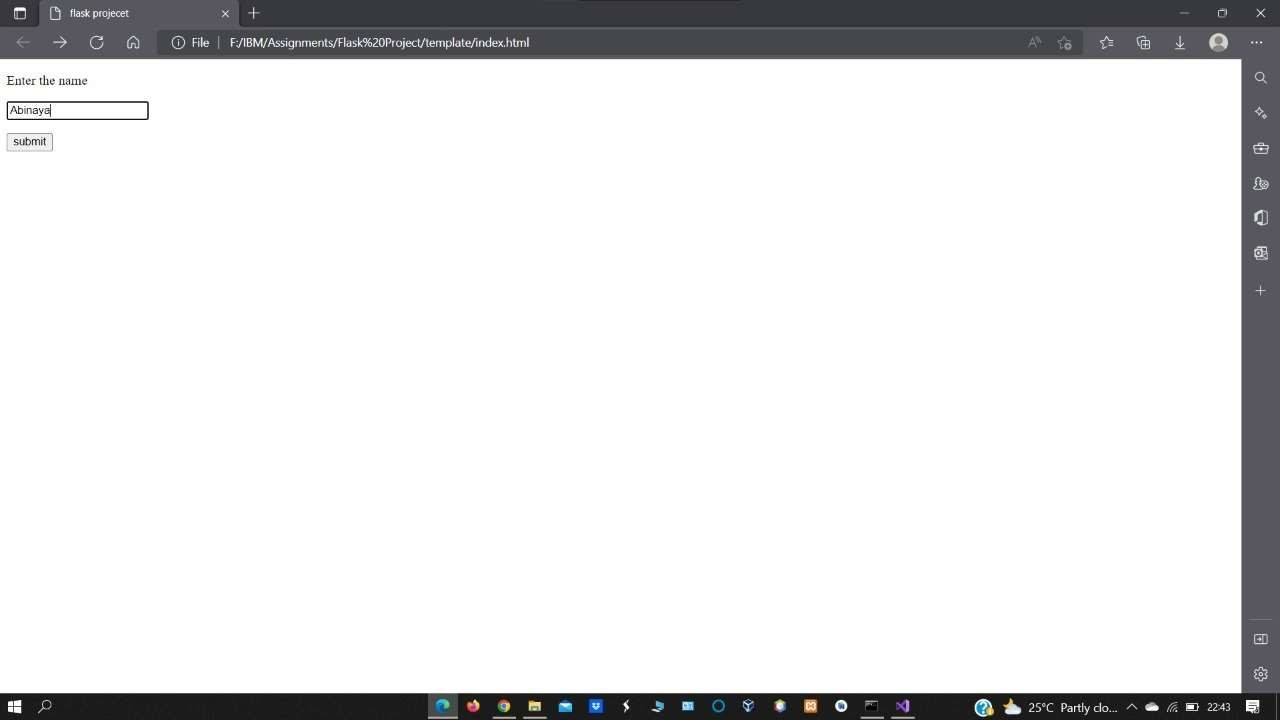 flask projecet
File
F:/IBM/Assignments/Flask%20Project/template/index.html
Enter the name
Abinaya
submit
25°C Partly clo... 22:43